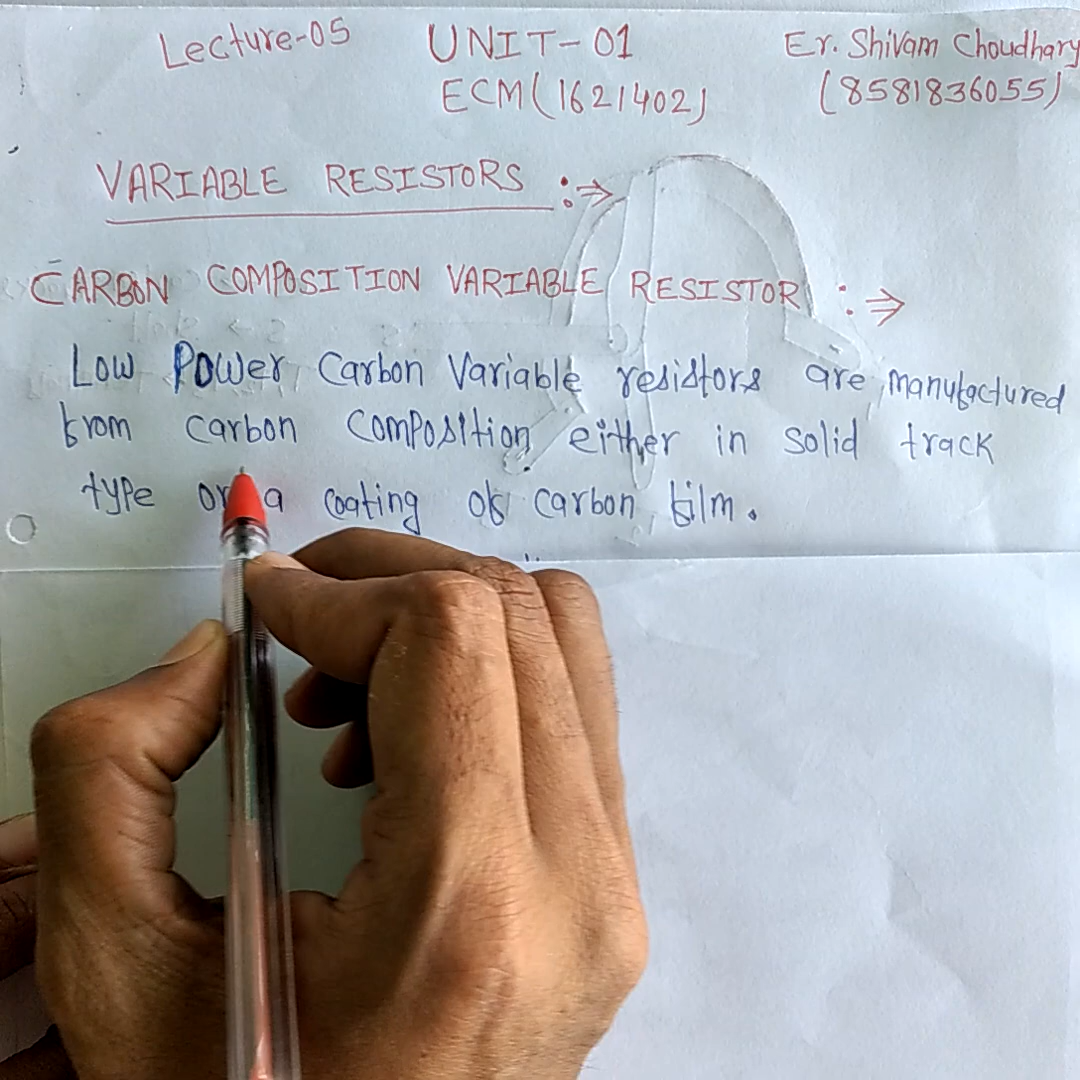 Lecture-05 UNIT-01 Er. Shivam Choudhary
ECM(1621402) (8581836055)
VARIABLE RESISTORS :⇒
CARBON COMPOSITION VARIABLE RESISTOR :⇒
Low Power Carbon Variable resistors are manufactured
from carbon composition either in solid track
type or a coating of carbon film.